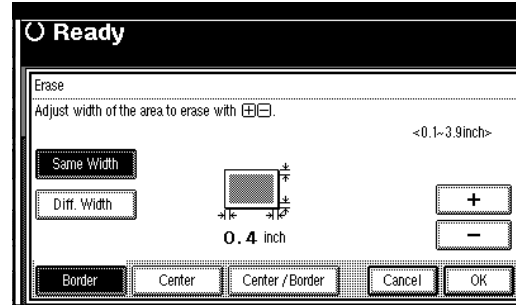 Ready
Erase
Adjust width of the area to erase with ⊞⊟.
<0.1~3.9inch>
Same Width
Diff. Width
+
−
0.4 inch
Border Center Center / Border Cancel OK